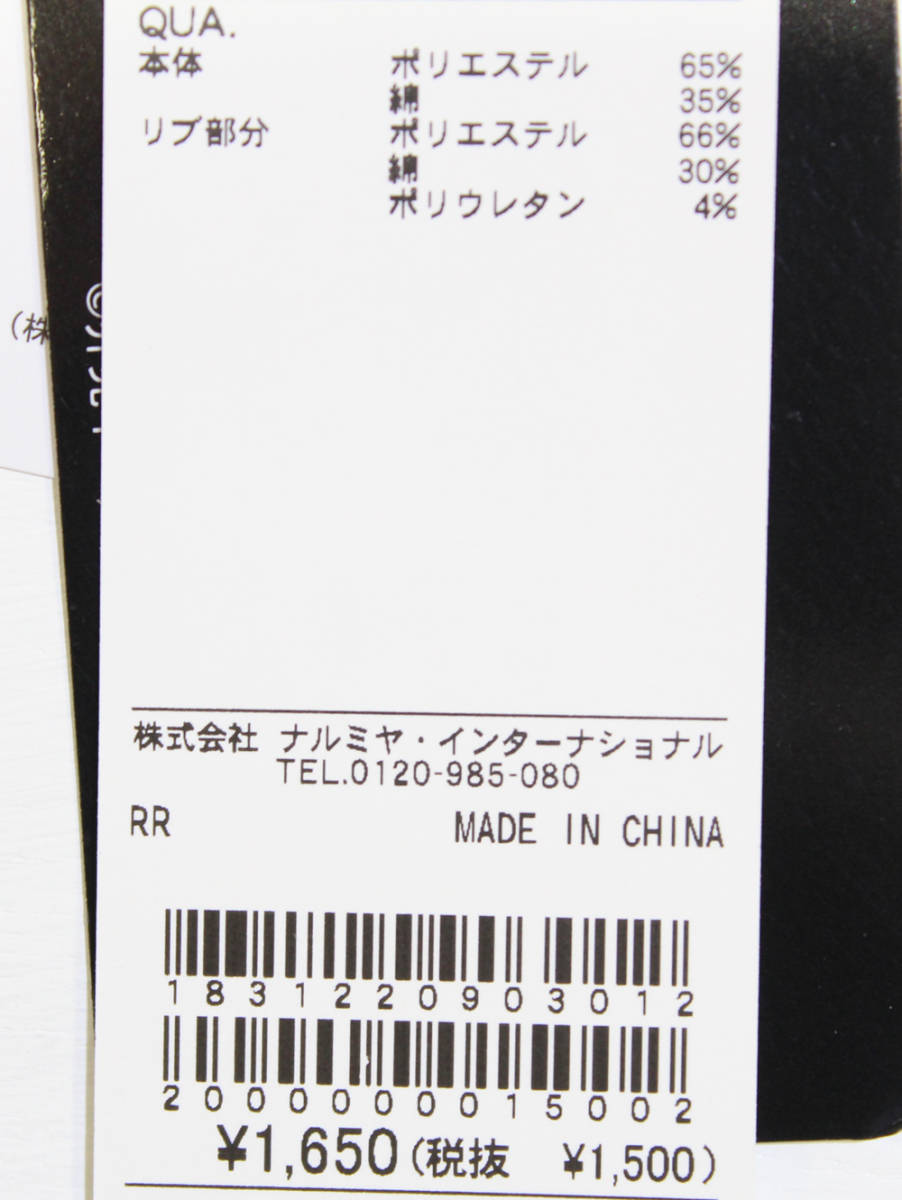 QUA.
本体 ポリエステル 65%
綿 35%
リブ部分 ポリエステル 66%
綿 30%
ポリウレタン 4%
(株
株式会社 ナルミヤ・インターナショナル
TEL.0120-985-080
RR MADE IN CHINA
1831220903012
2000000015002
¥1,650(税抜 ¥1,500)